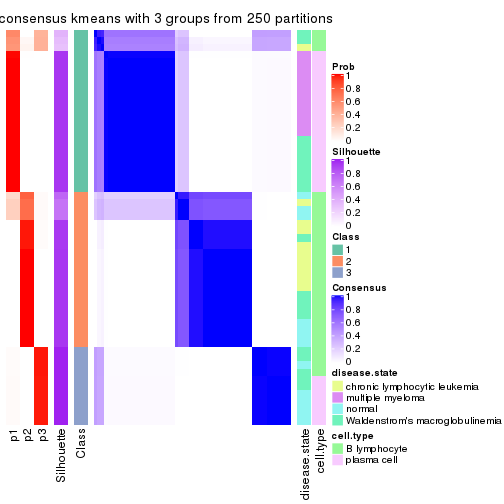 consensus kmeans with 3 groups from 250 partitions
Prob
1
0.8
0.6
0.4
0.2
0
Silhouette
1
0.8
0.6
0.4
0.2
0
Class
1
2
3
Consensus
1
0.8
0.6
0.4
0.2
0
disease.state
chronic lymphocytic leukemia
multiple myeloma
normal
Waldenstrom's macroglobulinemia
cell.type
B lymphocyte
plasma cell
p1
p2
p3
Silhouette
Class
disease.state
cell.type